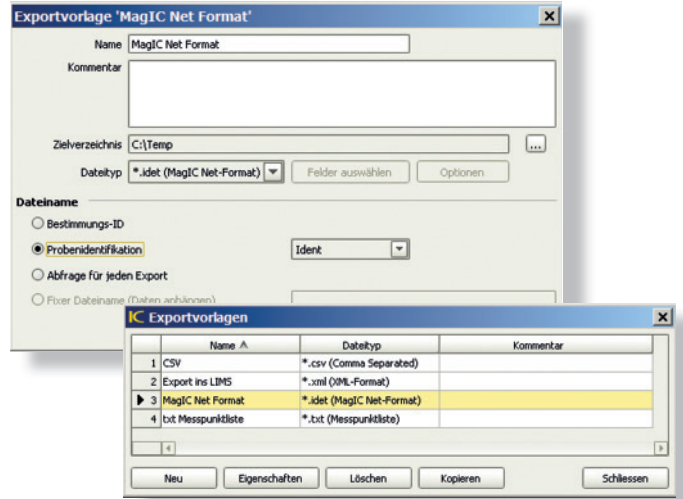 Exportvorlage 'MagIC Net Format'
Name MagIC Net Format
Kommentar
Zielverzeichnis C:\Temp ...
Dateityp *.idet (MagIC Net-Format) Felder auswählen Optionen
Dateiname
Bestimmungs-ID
Probenidentifikation Ident
Abfrage für jeden Export
Fixer Dateiname (Daten anhängen)
IC Exportvorlagen
Name Dateityp Kommentar
1 CSV *.csv (Comma Separated)
2 Export ins LIMS *.xml (XML-Format)
3 MagIC Net Format *.idet (MagIC Net-Format)
4 txt Messpunktliste *.txt (Messpunktliste)
Neu Eigenschaften Löschen Kopieren Schliessen